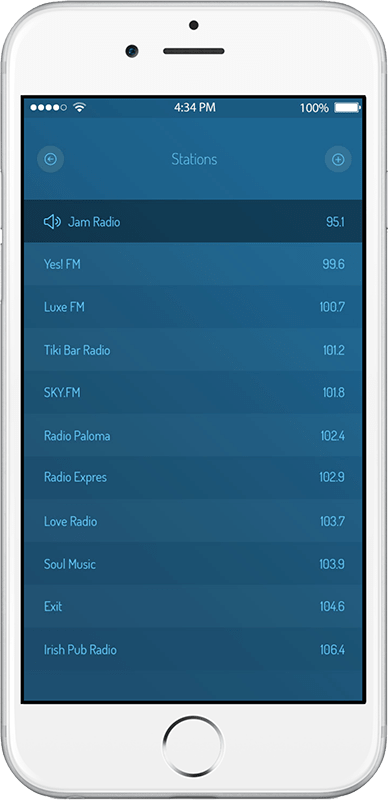 4:34 PM 100%
Stations
Jam Radio 95.1
Yes! FM 99.6
Luxe FM 100.7
Tiki Bar Radio 101.2
SKY.FM 101.8
Radio Paloma 102.4
Radio Expres 102.9
Love Radio 103.7
Soul Music 103.9
Exit 104.6
Irish Pub Radio 106.4